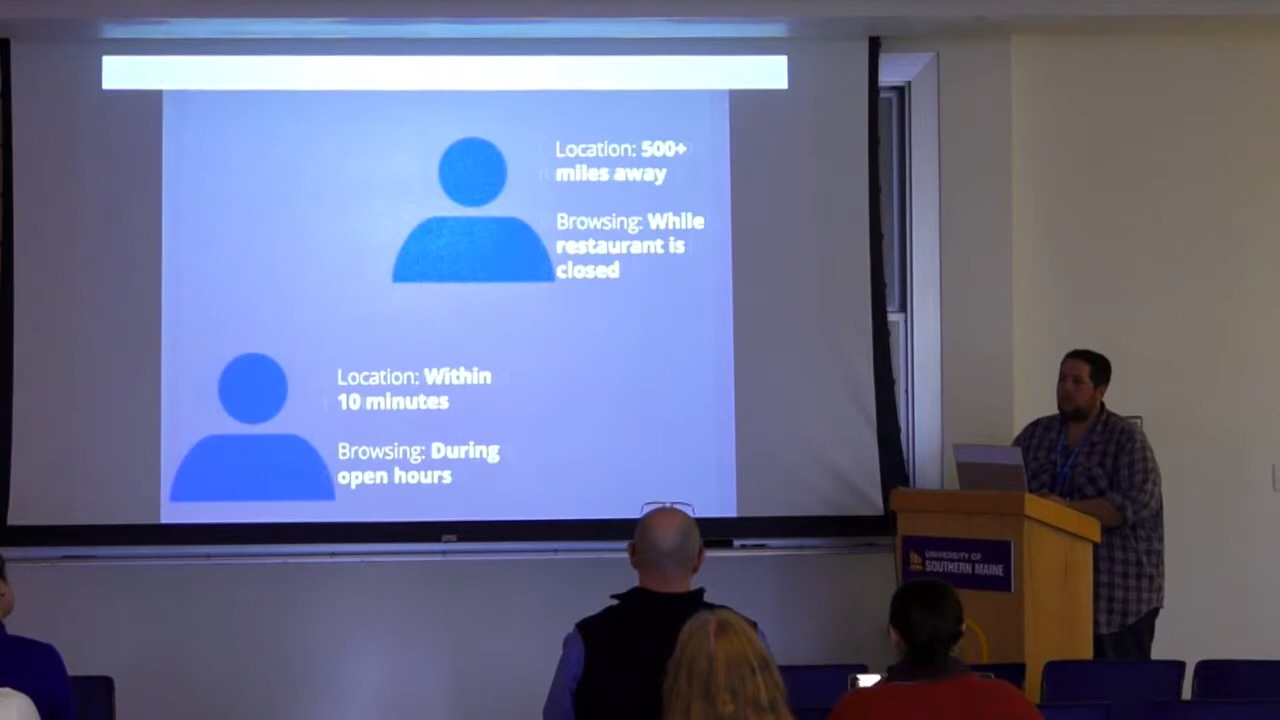 Location: 500+
miles away
Browsing: While
restaurant is
closed
Location: Within
10 minutes
Browsing: During
open hours
UNIVERSITY OF
SOUTHERN MAINE